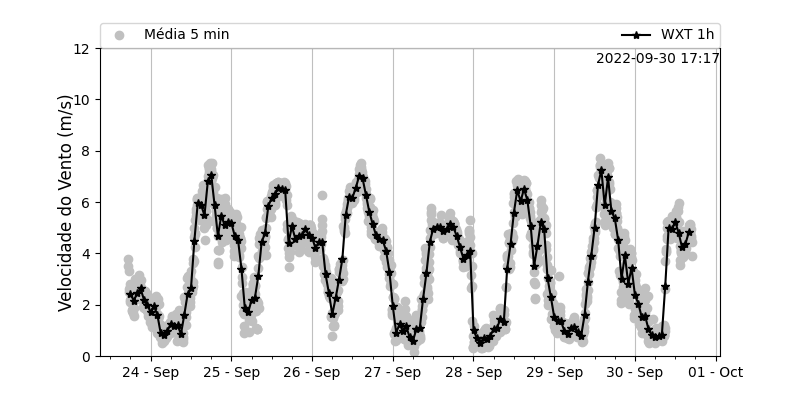 Média 5 min
WXT 1h
2022-09-30 17:17
Velocidade do Vento (m/s)
12
10
8
6
4
2
0
24 - Sep
25 - Sep
26 - Sep
27 - Sep
28 - Sep
29 - Sep
30 - Sep
01 - Oct